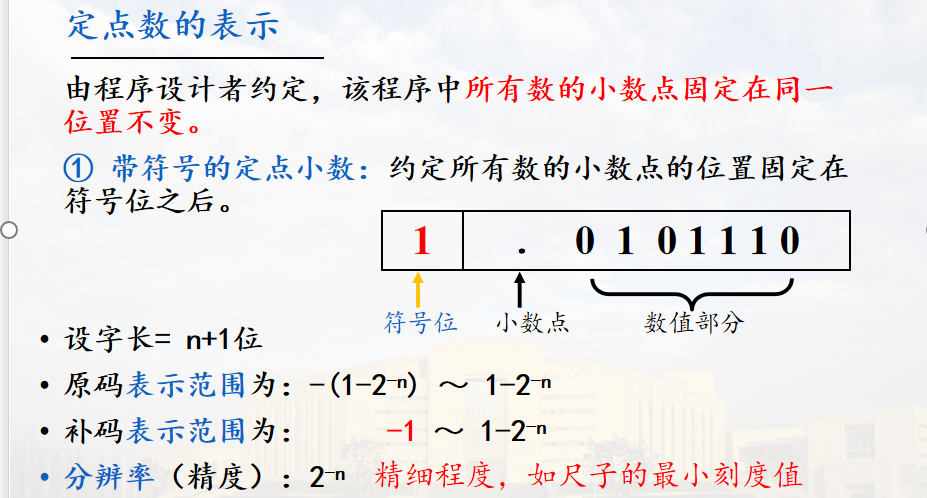 定点数的表示
由程序设计者约定，该程序中所有数的小数点固定在同一
位置不变。
① 带符号的定点小数：约定所有数的小数点的位置固定在
符号位之后。
1 . 0 1 0 1 1 1 0
符号位 小数点 数值部分
• 设字长= n+1位
• 原码表示范围为：-(1-2⁻ⁿ) ～ 1-2⁻ⁿ
• 补码表示范围为： -1 ～ 1-2⁻ⁿ
• 分辨率（精度）：2⁻ⁿ 精细程度，如尺子的最小刻度值